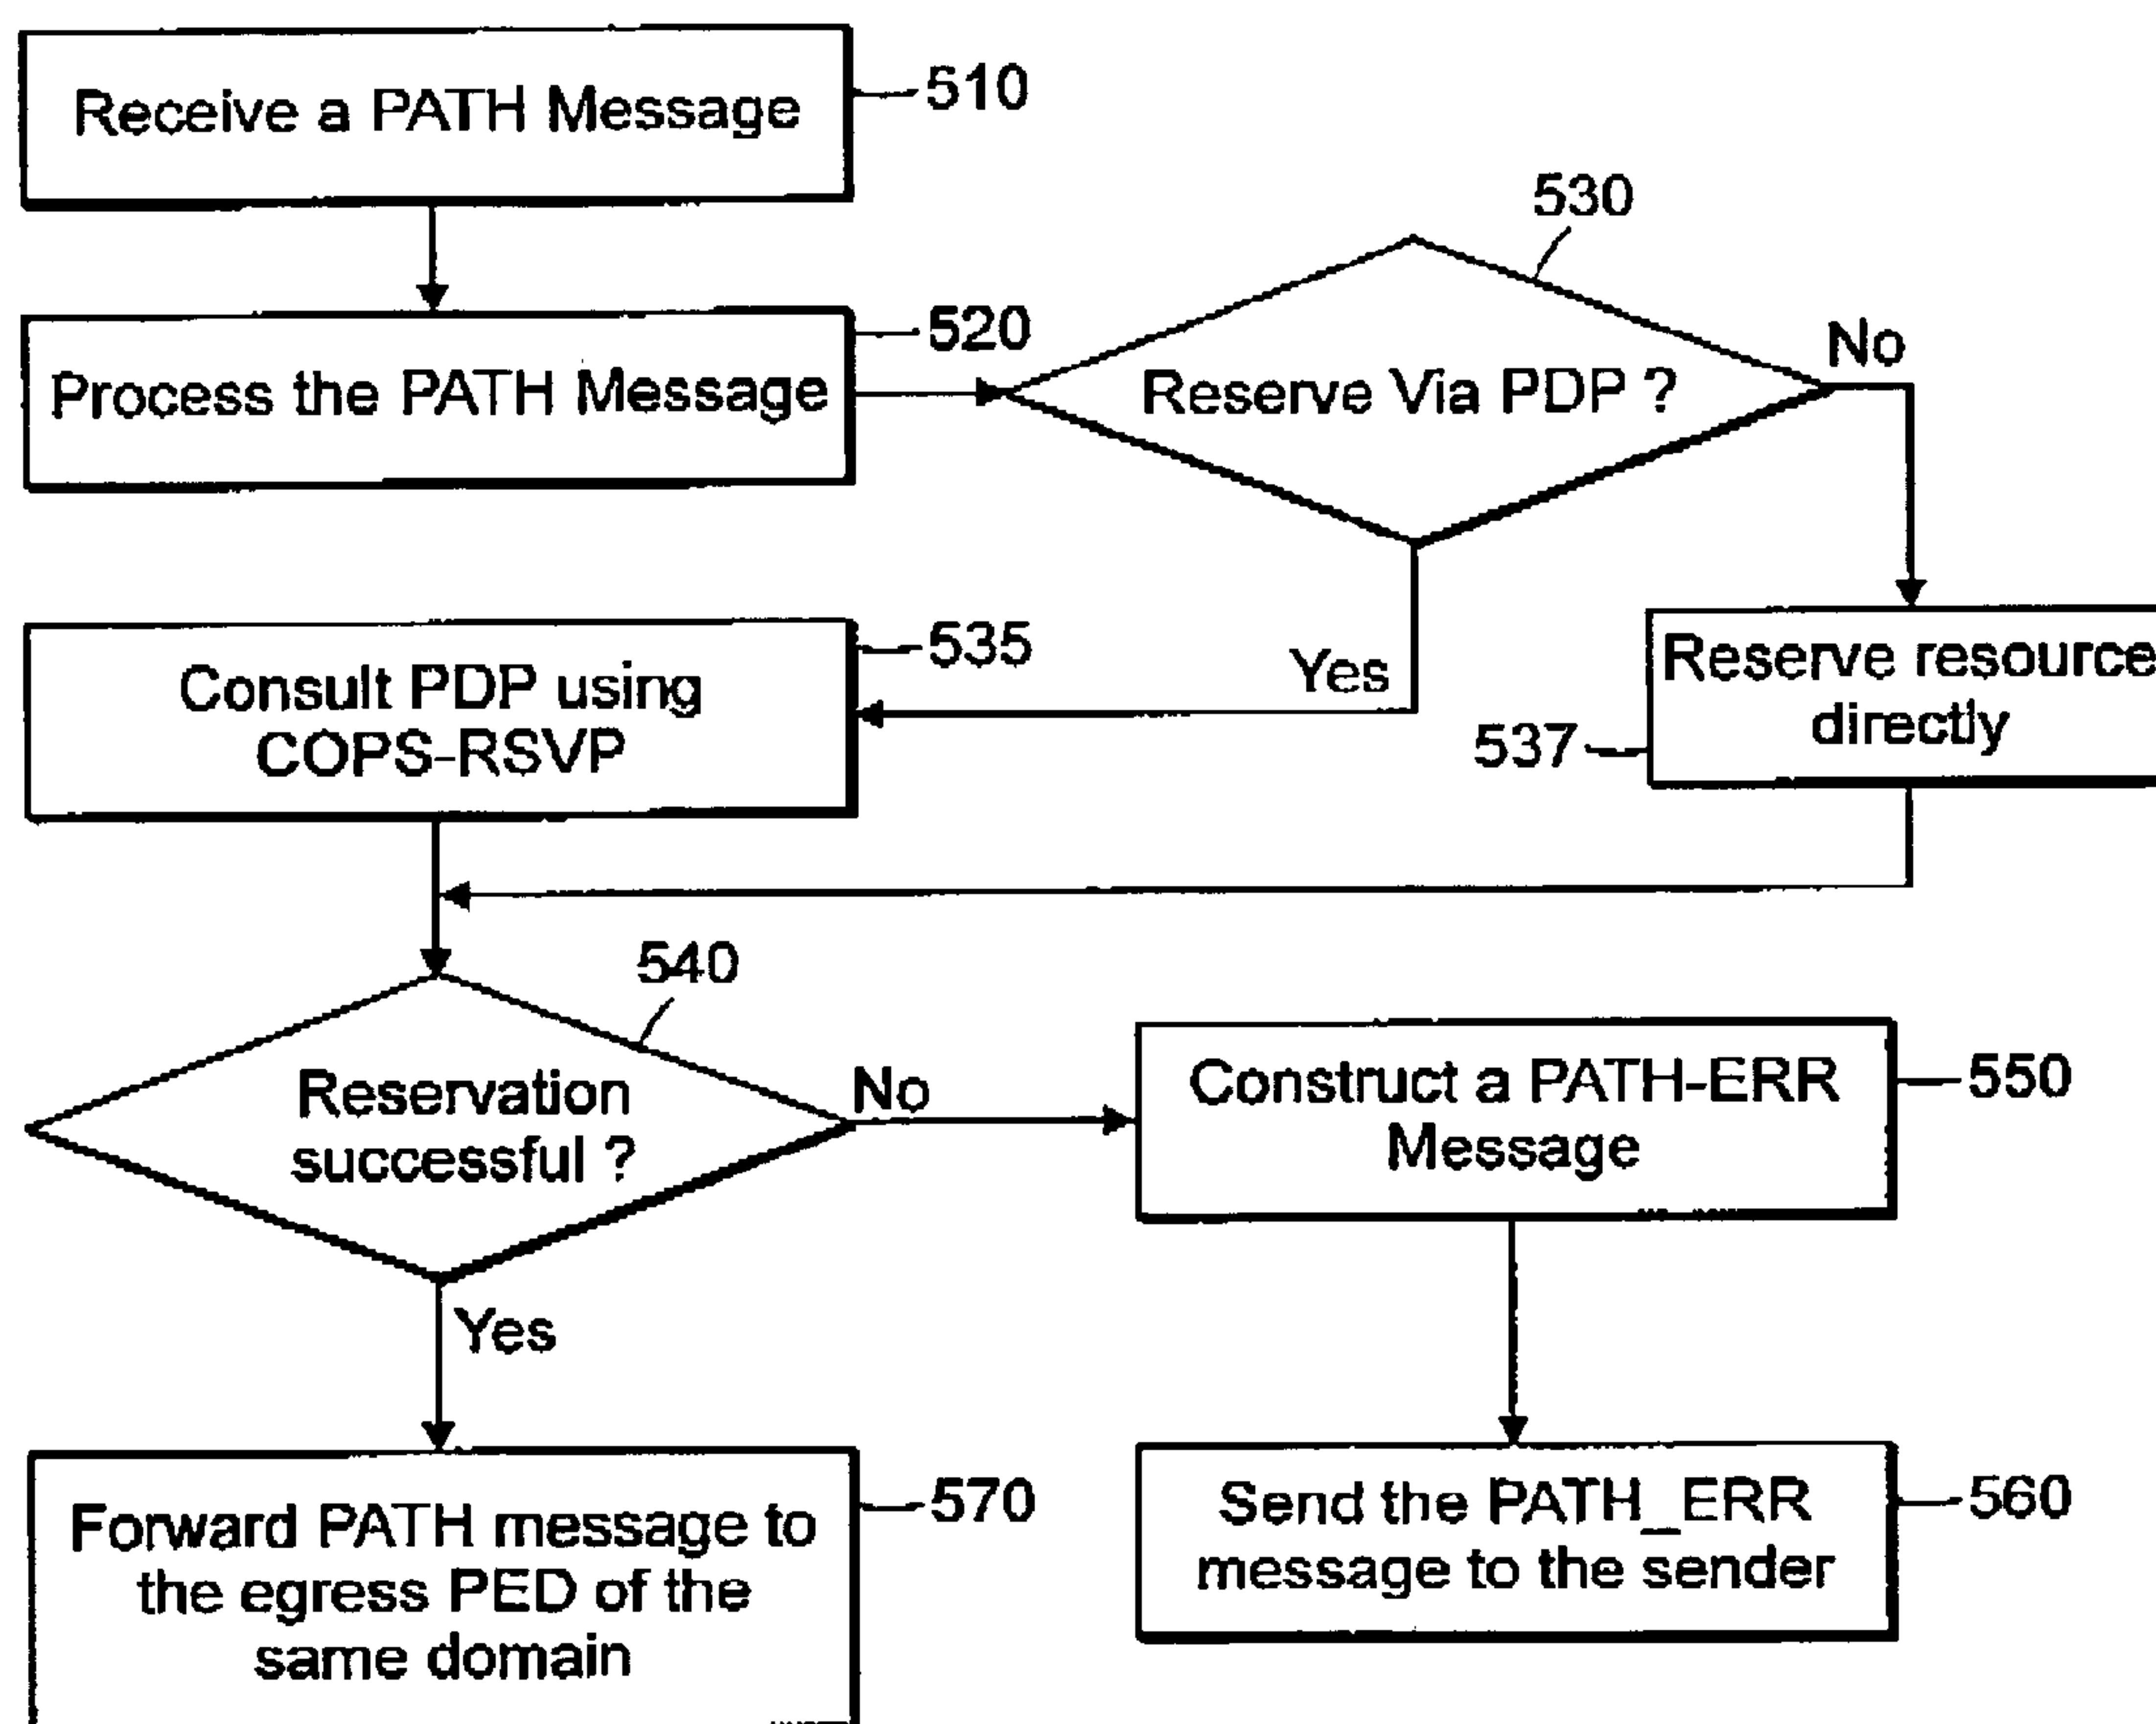 Receive a PATH Message
510
530
Process the PATH Message
520
Reserve Via PDP ?
No
Yes
Consult PDP using
COPS-RSVP
535
Reserve resource
directly
537
540
Reservation
successful ?
No
Construct a PATH-ERR
Message
550
Yes
Forward PATH message to
the egress PED of the
same domain
570
Send the PATH_ERR
message to the sender
560